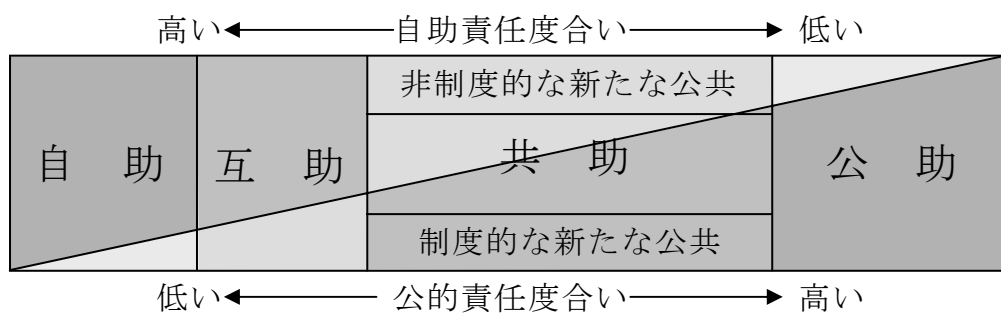 高い 自助責任度合い 低い
非制度的な新たな公共
自 助 互 助 共 助 公 助
制度的な新たな公共
低い 公的責任度合い 高い